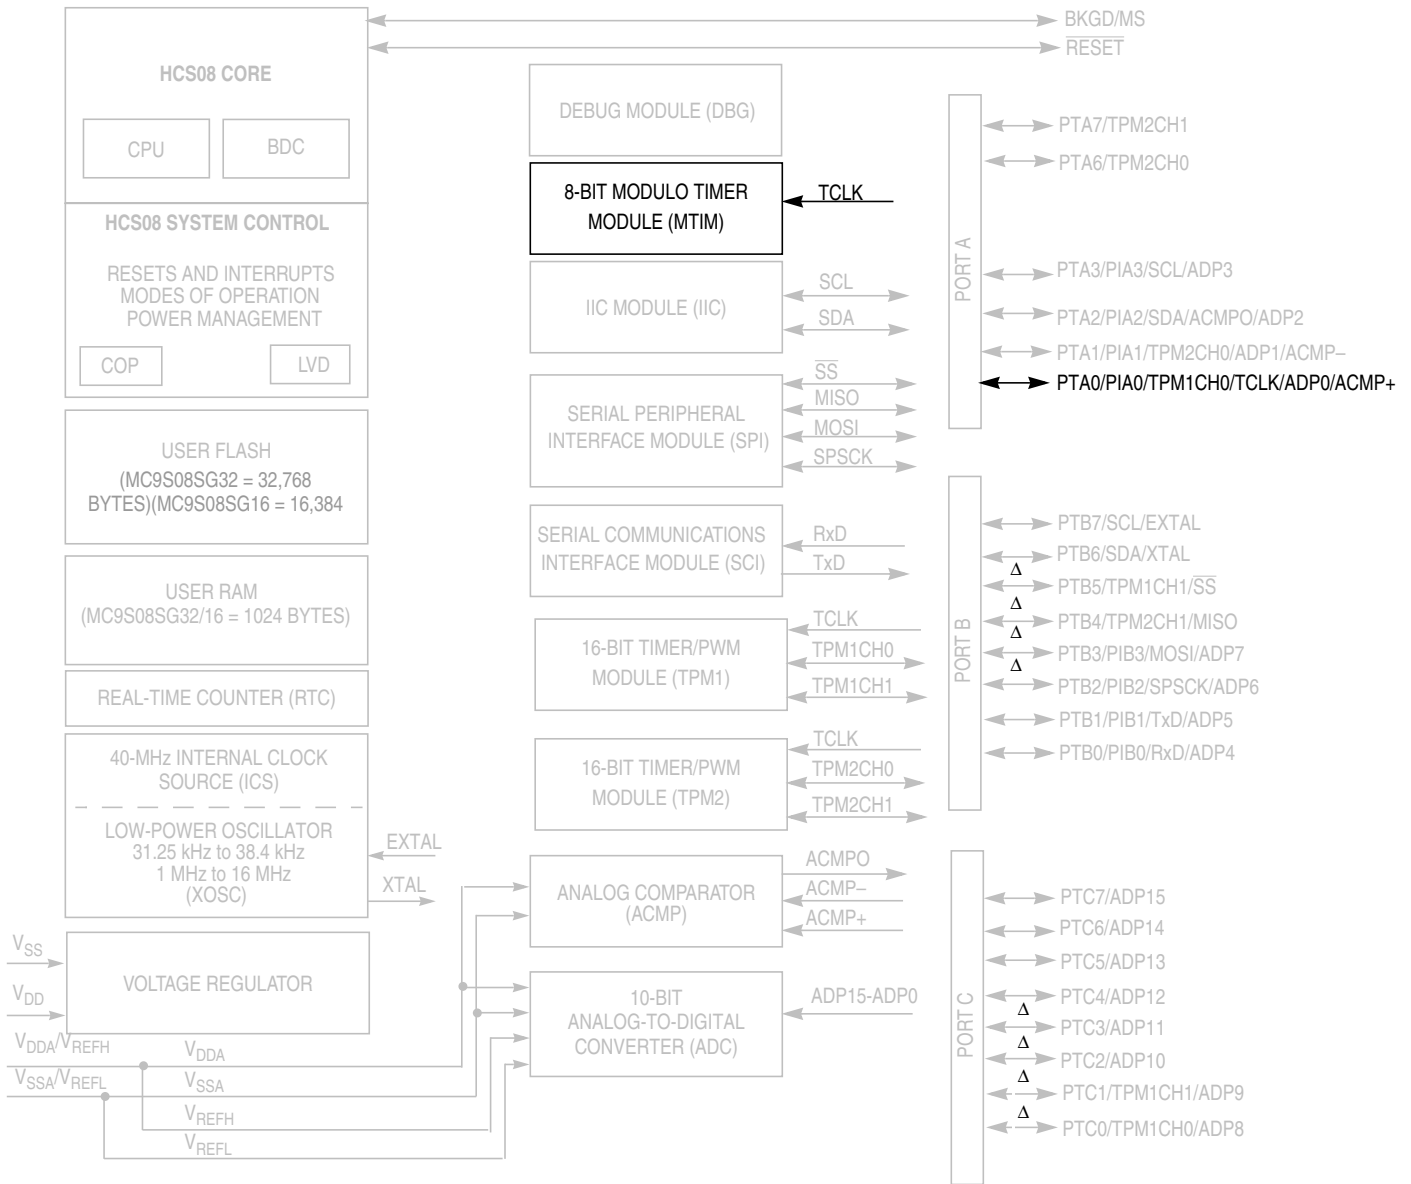 BKGD/MS
RESET
HCS08 CORE
CPU
BDC
HCS08 SYSTEM CONTROL
RESETS AND INTERRUPTS
MODES OF OPERATION
POWER MANAGEMENT
COP
LVD
USER FLASH
(MC9S08SG32 = 32,768
BYTES)(MC9S08SG16 = 16,384
USER RAM
(MC9S08SG32/16 = 1024 BYTES)
REAL-TIME COUNTER (RTC)
40-MHz INTERNAL CLOCK
SOURCE (ICS)
LOW-POWER OSCILLATOR
31.25 kHz to 38.4 kHz
1 MHz to 16 MHz
(XOSC)
EXTAL
XTAL
VSS
VDD
VOLTAGE REGULATOR
VDDA/VREFH
VSSA/VREFL
VDDA
VSSA
VREFH
VREFL
DEBUG MODULE (DBG)
8-BIT MODULO TIMER
MODULE (MTIM)
TCLK
IIC MODULE (IIC)
SCL
SDA
SERIAL PERIPHERAL
INTERFACE MODULE (SPI)
SS
MISO
MOSI
SPSCK
SERIAL COMMUNICATIONS
INTERFACE MODULE (SCI)
RxD
TxD
16-BIT TIMER/PWM
MODULE (TPM1)
TCLK
TPM1CH0
TPM1CH1
16-BIT TIMER/PWM
MODULE (TPM2)
TCLK
TPM2CH0
TPM2CH1
ANALOG COMPARATOR
(ACMP)
ACMPO
ACMP–
ACMP+
10-BIT
ANALOG-TO-DIGITAL
CONVERTER (ADC)
ADP15-ADP0
PORT A
PTA7/TPM2CH1
PTA6/TPM2CH0
PTA3/PIA3/SCL/ADP3
PTA2/PIA2/SDA/ACMPO/ADP2
PTA1/PIA1/TPM2CH0/ADP1/ACMP–
PTA0/PIA0/TPM1CH0/TCLK/ADP0/ACMP+
PORT B
PTB7/SCL/EXTAL
PTB6/SDA/XTAL
Δ
PTB5/TPM1CH1/SS
Δ
PTB4/TPM2CH1/MISO
Δ
PTB3/PIB3/MOSI/ADP7
Δ
PTB2/PIB2/SPSCK/ADP6
PTB1/PIB1/TxD/ADP5
PTB0/PIB0/RxD/ADP4
PORT C
PTC7/ADP15
PTC6/ADP14
PTC5/ADP13
PTC4/ADP12
Δ
PTC3/ADP11
Δ
PTC2/ADP10
Δ
PTC1/TPM1CH1/ADP9
Δ
PTC0/TPM1CH0/ADP8